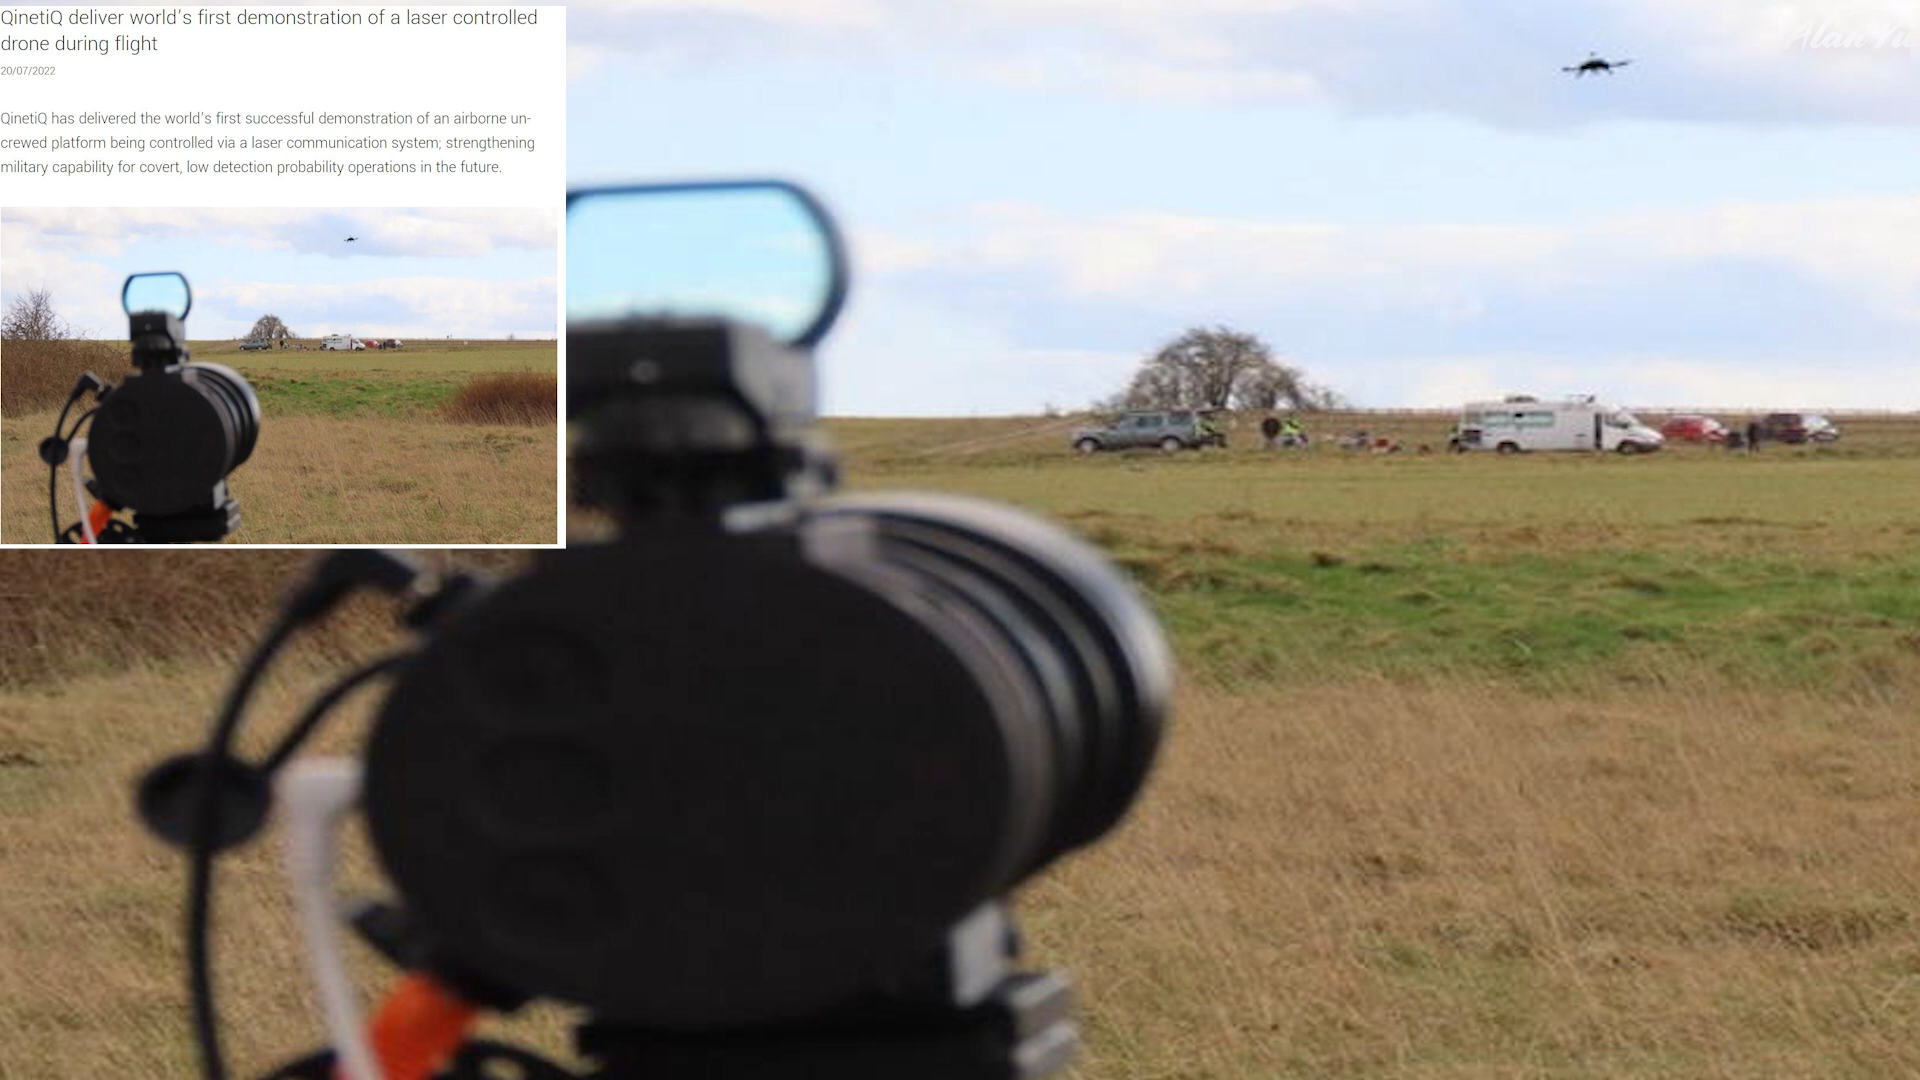 QinetiQ deliver world's first demonstration of a laser controlled
drone during flight
20/07/2022
QinetiQ has delivered the world's first successful demonstration of an airborne un-
crewed platform being controlled via a laser communication system; strengthening
military capability for covert, low detection probability operations in the future.